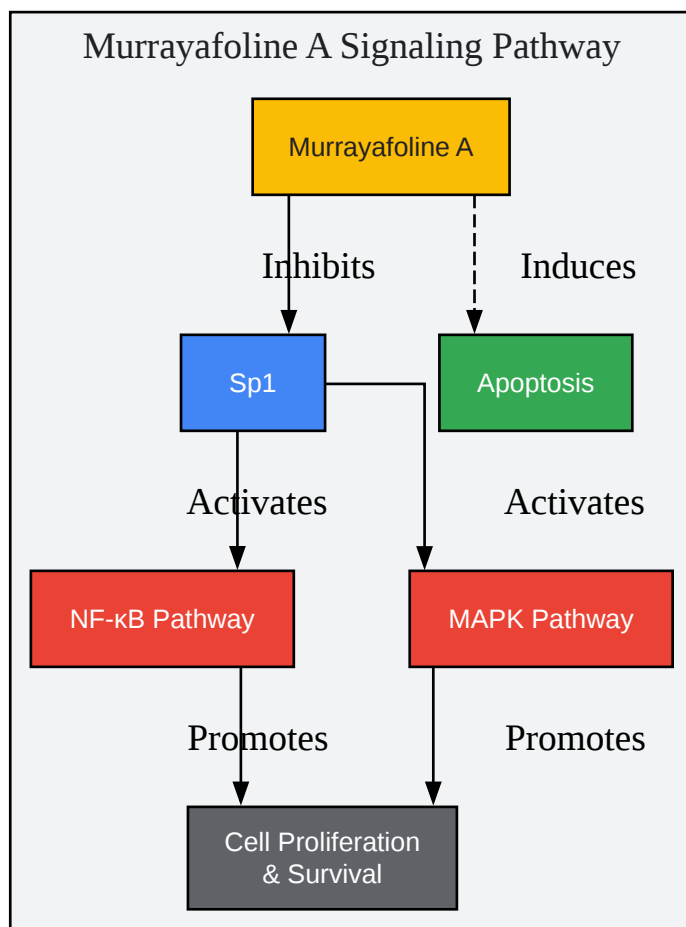 Murrayafoline A Signaling Pathway
Murrayafoline A
Inhibits
Induces
Sp1
Apoptosis
Activates
Activates
NF-κB Pathway
MAPK Pathway
Promotes
Promotes
Cell Proliferation
& Survival